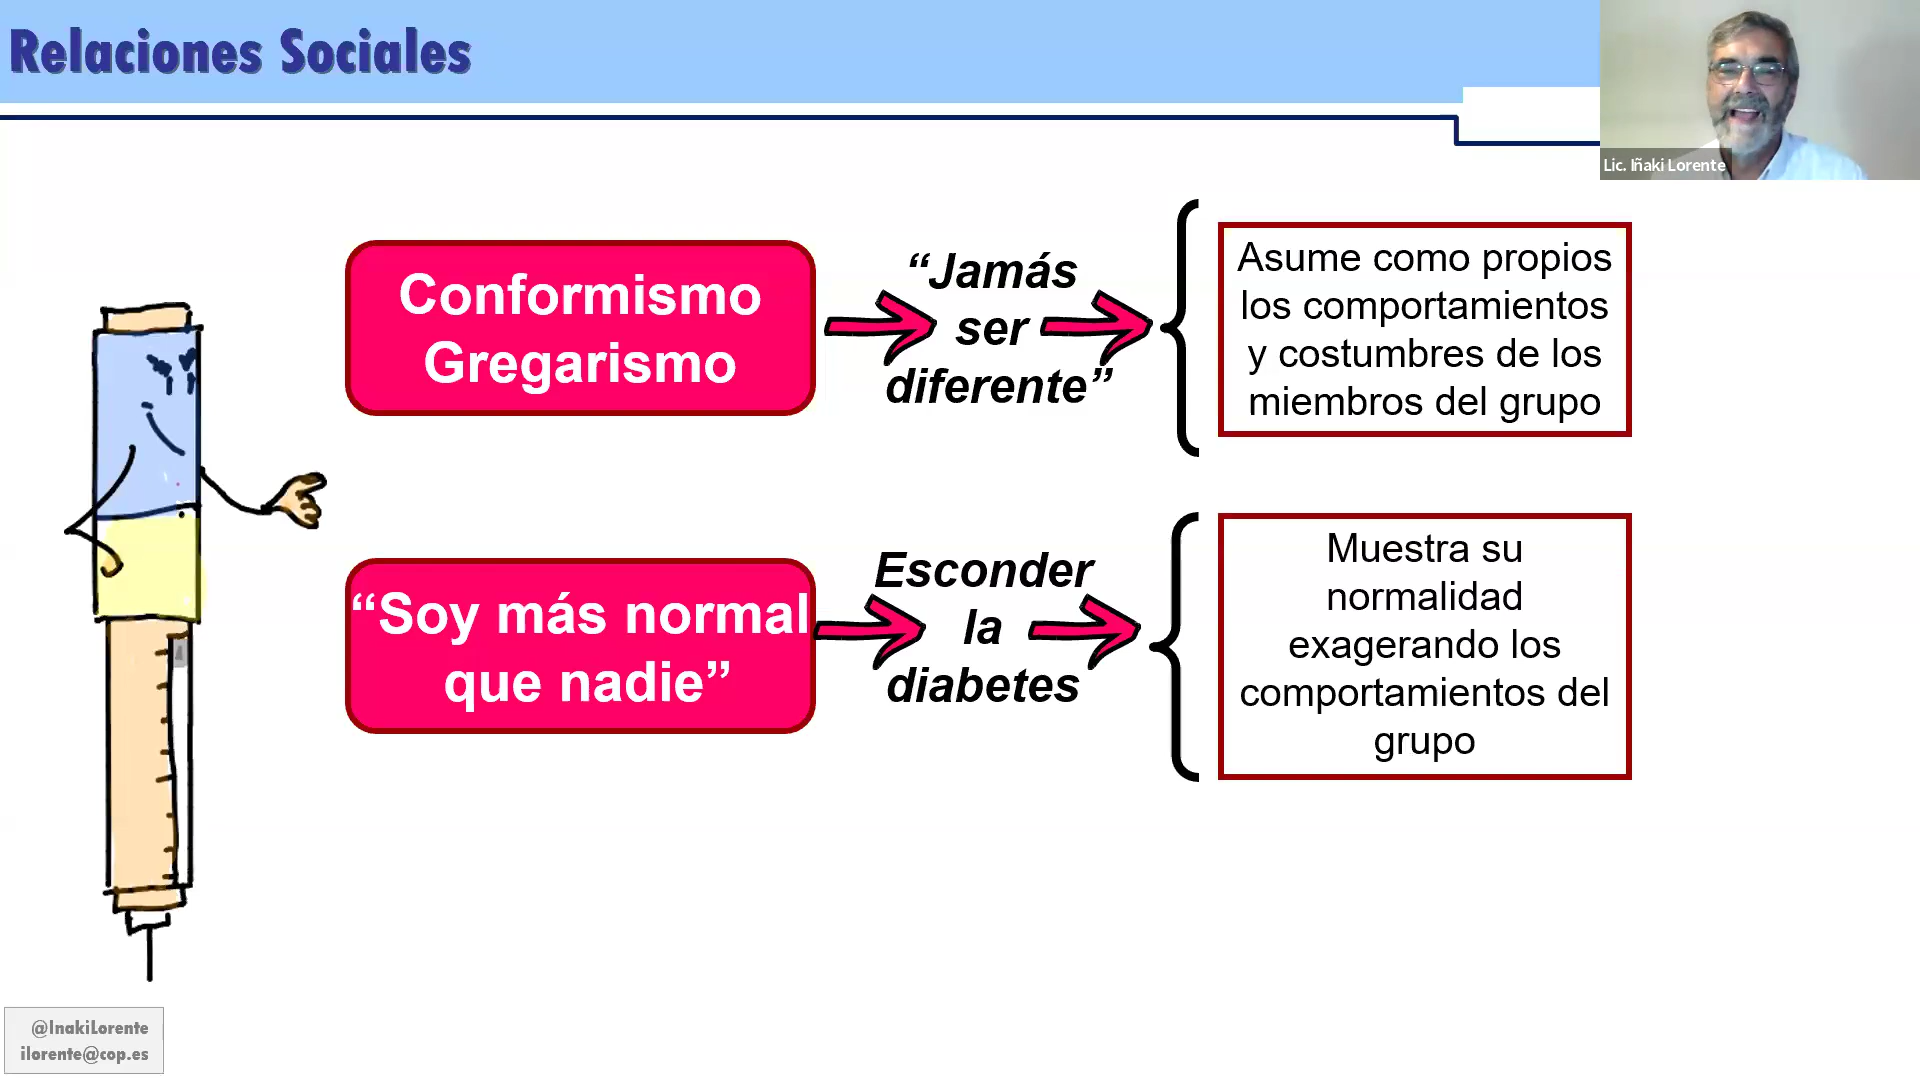 Relaciones Sociales
Lic. Iñaki Lorente
Conformismo
Gregarismo
“Jamás
ser
diferente”
Asume como propios
los comportamientos
y costumbres de los
miembros del grupo
“Soy más normal
que nadie”
Esconder
la
diabetes
Muestra su
normalidad
exagerando los
comportamientos del
grupo
@InakiLorente
ilorente@cop.es